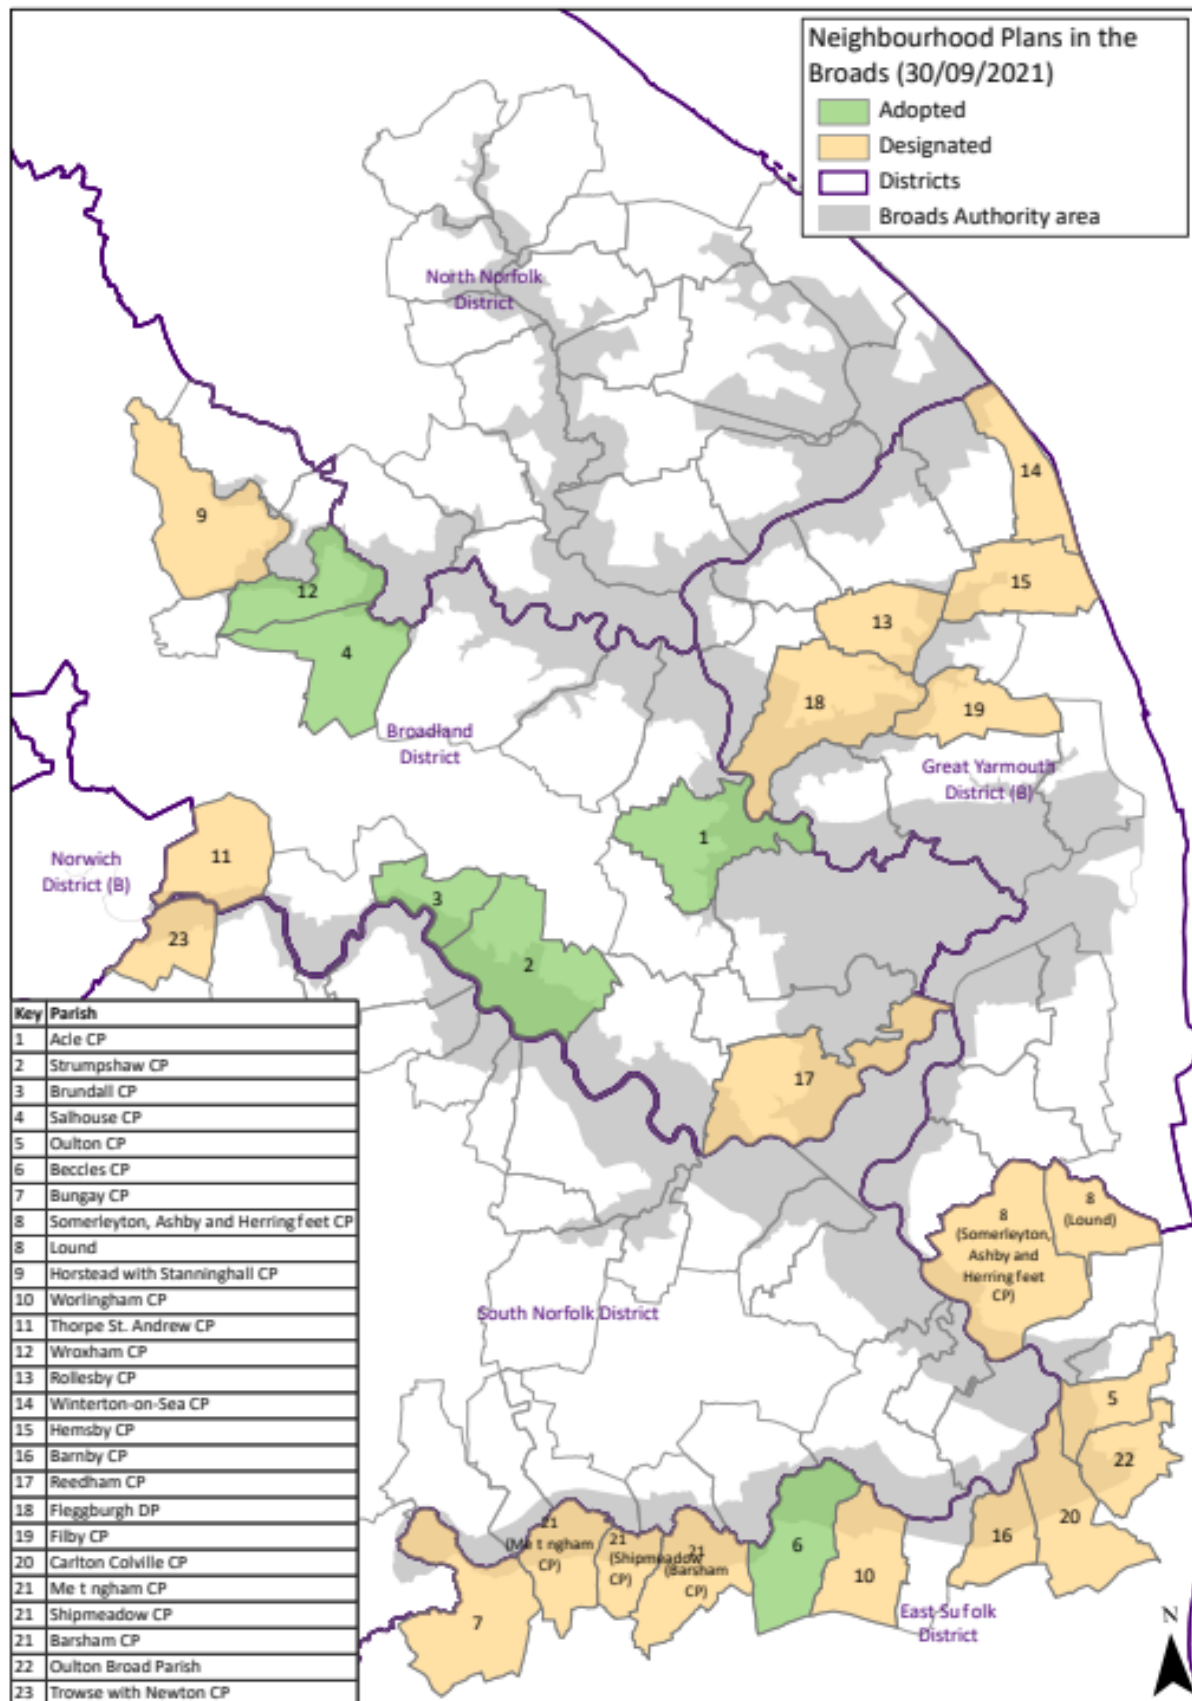 Neighbourhood Plans in the
Broads (30/09/2021)
Adopted
Designated
Districts
Broads Authority area
North Norfolk
District
14
9
15
12
13
4
18
19
Broadland
District
Great Yarmouth
District (B)
1
11
Norwich
District (B)
3
23
2
17
8
(Somerleyton,
Ashby and
Herring feet
CP)
8
(Lound)
South Norfolk District
5
22
20
16
21
(Me t ngham
CP)
21
(Shipmeadow
CP)
21
(Barsham
CP)
6
10
7
East Su folk
District
N
Key Parish
1 Acle CP
2 Strumpshaw CP
3 Brundall CP
4 Salhouse CP
5 Oulton CP
6 Beccles CP
7 Bungay CP
8 Somerleyton, Ashby and Herring feet CP
8 Lound
9 Horstead with Stanninghall CP
10 Worlingham CP
11 Thorpe St. Andrew CP
12 Wroxham CP
13 Rollesby CP
14 Winterton-on-Sea CP
15 Hemsby CP
16 Barnby CP
17 Reedham CP
18 Fleggburgh DP
19 Filby CP
20 Carlton Colville CP
21 Me t ngham CP
21 Shipmeadow CP
21 Barsham CP
22 Oulton Broad Parish
23 Trowse with Newton CP